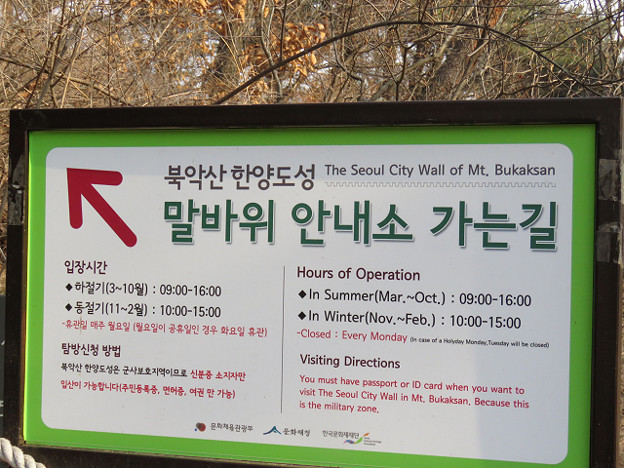 북악산 한양도성 The Seoul City Wall of Mt. Bukaksan
말바위 안내소 가는길
입장시간
◆하절기(3~10월) : 09:00-16:00
◆동절기(11~2월) : 10:00-15:00
-휴관일 매주 월요일 (월요일이 공휴일인 경우 화요일 휴관)
탐방신청 방법
북악산 한양도성은 군사보호지역이므로 신분증 소지자만
입산이 가능합니다(주민등록증, 면허증, 여권 만 가능)
Hours of Operation
◆In Summer(Mar.~Oct.) : 09:00-16:00
◆In Winter(Nov.~Feb.) : 10:00-15:00
-Closed : Every Monday (In case of a Holyday Monday,Tuesday will be closed)
Visiting Directions
You must have passport or ID card when you want to
visit The Seoul City Wall in Mt. Bukaksan. Because this
is the military zone.
문화체육관광부 문화재청 한국문화재재단